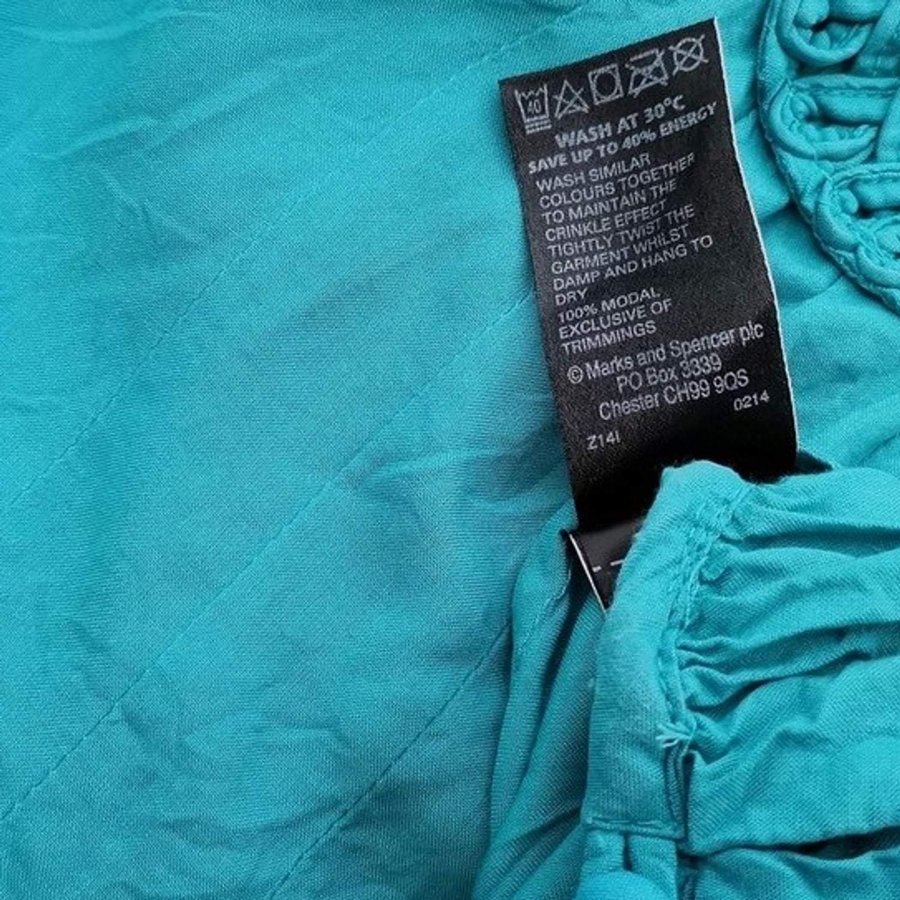 40
WASH AT 30°C
SAVE UP TO 40% ENERGY
WASH SIMILAR
COLOURS TOGETHER
TO MAINTAIN THE
CRINKLE EFFECT
TIGHTLY TWIST THE
GARMENT WHILST
DAMP AND HANG TO
DRY
100% MODAL
EXCLUSIVE OF
TRIMMINGS
© Marks and Spencer plc
PO Box 3339
Chester CH99 9QS
Z14I 0214